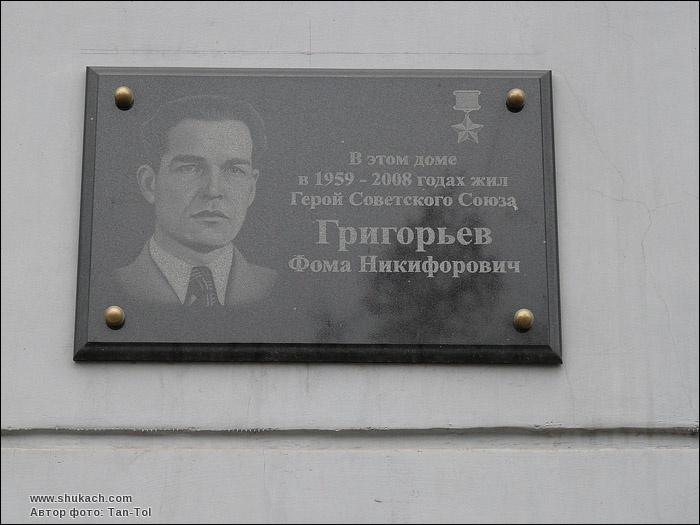 В этом доме
в 1959 - 2008 годах жил
Герой Советского Союза
Григорьев
Фома Никифорович
www.shukach.com
Автор фото: Tan-Tol